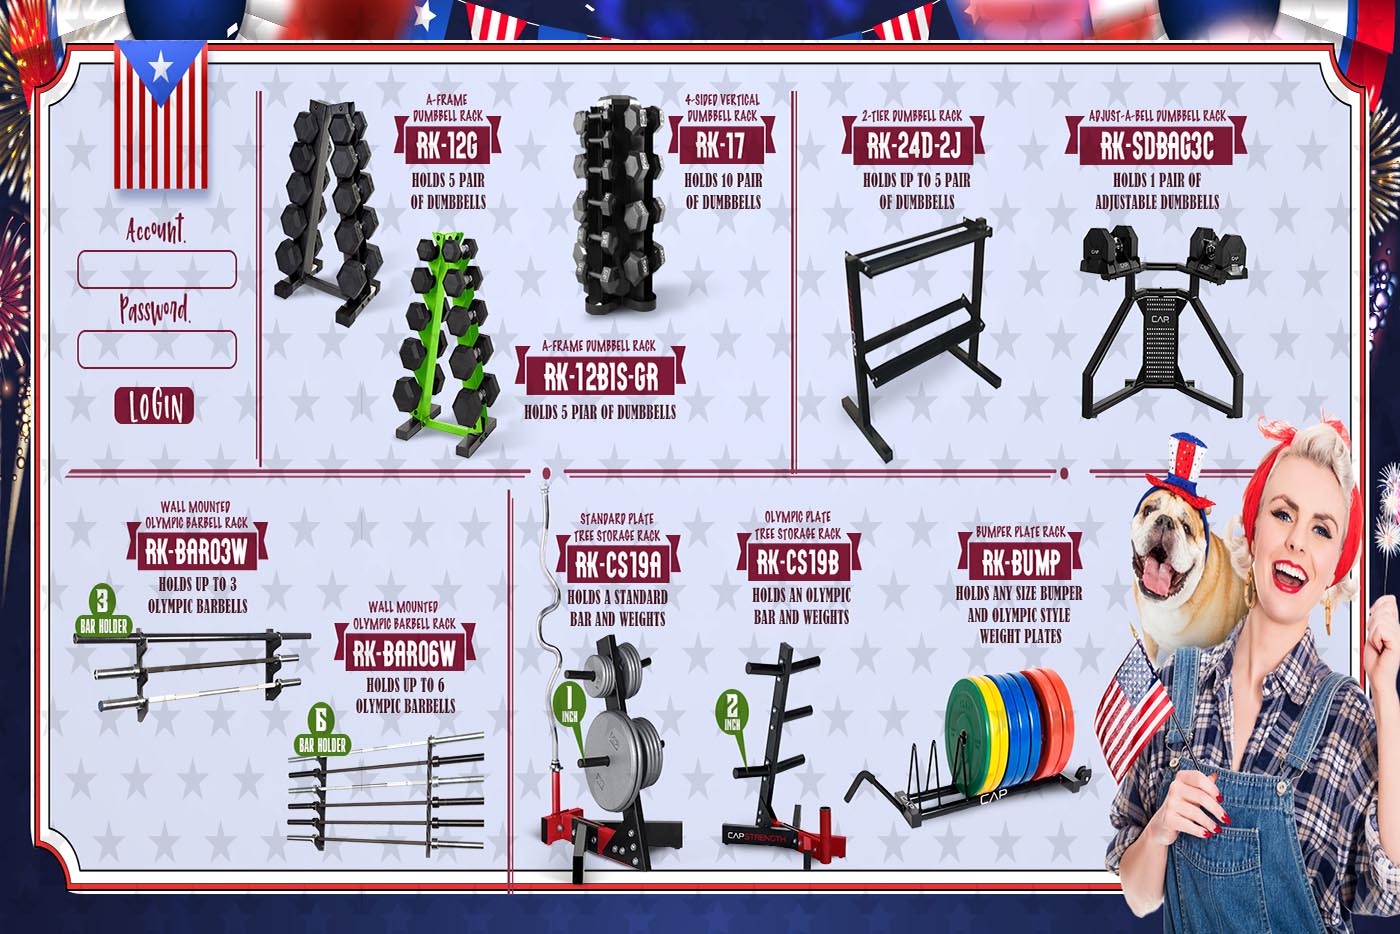 Account.
Password.
LOGIN
A-FRAME
DUMBBELL RACK
RK-12G
HOLDS 5 PAIR
OF DUMBBELLS
4-SIDED VERTICAL
DUMBBELL RACK
RK-17
HOLDS 10 PAIR
OF DUMBBELLS
A-FRAME DUMBBELL RACK
RK-12BIS-GR
HOLDS 5 PIAR OF DUMBBELLS
2-TIER DUMBBELL RACK
RK-24D-2J
HOLDS UP TO 5 PAIR
OF DUMBBELLS
ADJUST-A-BELL DUMBBELL RACK
RK-SDBAG3C
HOLDS 1 PAIR OF
ADJUSTABLE DUMBBELLS
CAP
WALL MOUNTED
OLYMPIC BARBELL RACK
RK-BAR03W
HOLDS UP TO 3
OLYMPIC BARBELLS
3
BAR HOLDER
WALL MOUNTED
OLYMPIC BARBELL RACK
RK-BAR06W
HOLDS UP TO 6
OLYMPIC BARBELLS
6
BAR HOLDER
STANDARD PLATE
TREE STORAGE RACK
RK-CS19A
HOLDS A STANDARD
BAR AND WEIGHTS
1
INCH
OLYMPIC PLATE
TREE STORAGE RACK
RK-CS19B
HOLDS AN OLYMPIC
BAR AND WEIGHTS
2
INCH
CAPSTRENGTH
BUMPER PLATE RACK
RK-BUMP
HOLDS ANY SIZE BUMPER
AND OLYMPIC STYLE
WEIGHT PLATES
CAP